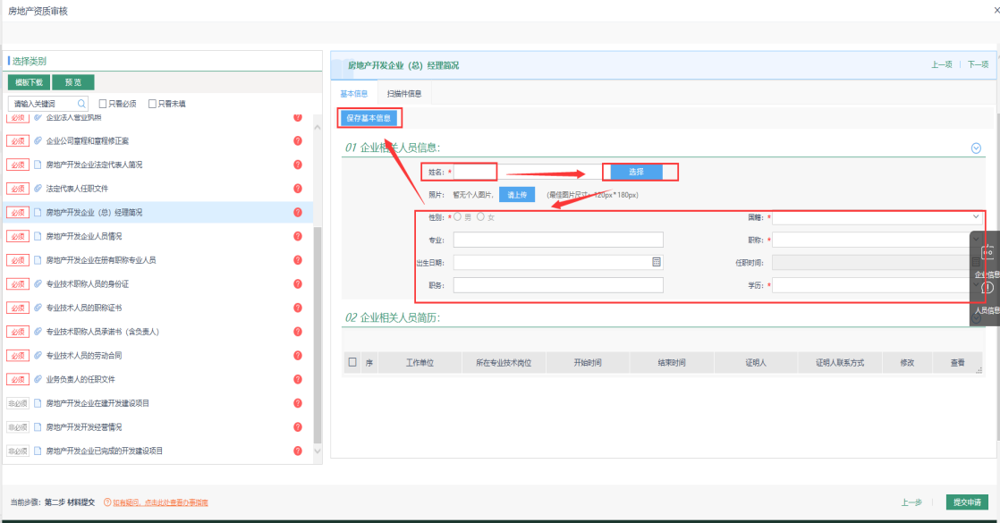 房地产资质审核
选择类别
模板下载 预 览
请输入关键词 只看必须 只看未填
必须 企业法人营业执照
必须 企业公司章程和章程修正案
必须 房地产开发企业法定代表人简况
必须 法定代表人任职文件
必须 房地产开发企业（总）经理简况
必须 房地产开发企业人员情况
必须 房地产开发企业在册有职称专业人员
必须 专业技术职称人员的身份证
必须 专业技术人员的职称证书
必须 专业技术职称人员承诺书（含负责人）
必须 专业技术人员的劳动合同
必须 业务负责人的任职文件
非必须 房地产开发企业在建开发建设项目
非必须 房地产开发开发经营情况
非必须 房地产开发企业已完成的开发建设项目
房地产开发企业（总）经理简况 上一项 下一项
基本信息 扫描件信息
保存基本信息
01 企业相关人员信息：
姓名：* 选择
照片： 暂无个人图片， 请上传 （最佳图片尺寸：120px*180px）
性别：* 男 女 国籍：*
专业： 职称：*
出生日期： 任职时间：
职务： 学历：*
企业信息
人员信息
02 企业相关人员简历：
序 工作单位 所在专业技术岗位 开始时间 结束时间 证明人 证明人联系方式 修改 查看
当前步骤：第二步 材料提交 如有疑问，点击此处查看办事指南 上一步 提交申请